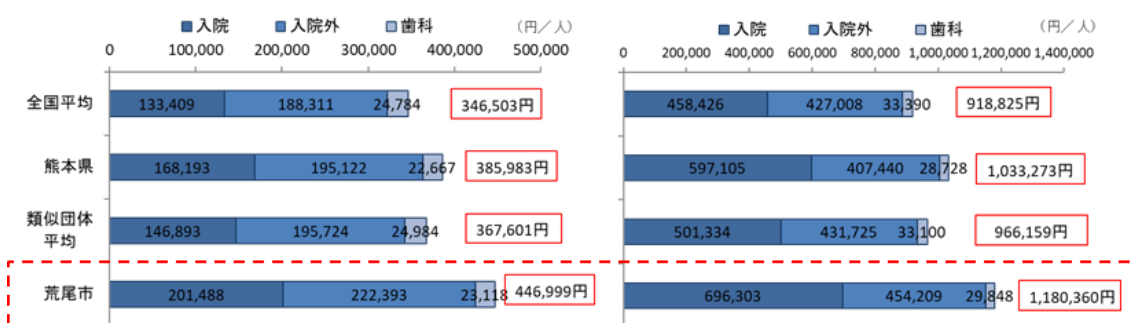 ■入院 ■入院外 □歯科 (円/人)
0 100,000 200,000 300,000 400,000 500,000
全国平均 133,409 188,311 24,784 346,503円
熊本県 168,193 195,122 22,667 385,983円
類似団体
平均 146,893 195,724 24,984 367,601円
荒尾市 201,488 222,393 23,118 446,999円
■入院 ■入院外 □歯科 (円/人)
0 200,000 400,000 600,000 800,000 1,000,000 1,200,000 1,400,000
458,426 427,008 33,390 918,825円
597,105 407,440 28,728 1,033,273円
501,334 431,725 33,100 966,159円
696,303 454,209 29,848 1,180,360円